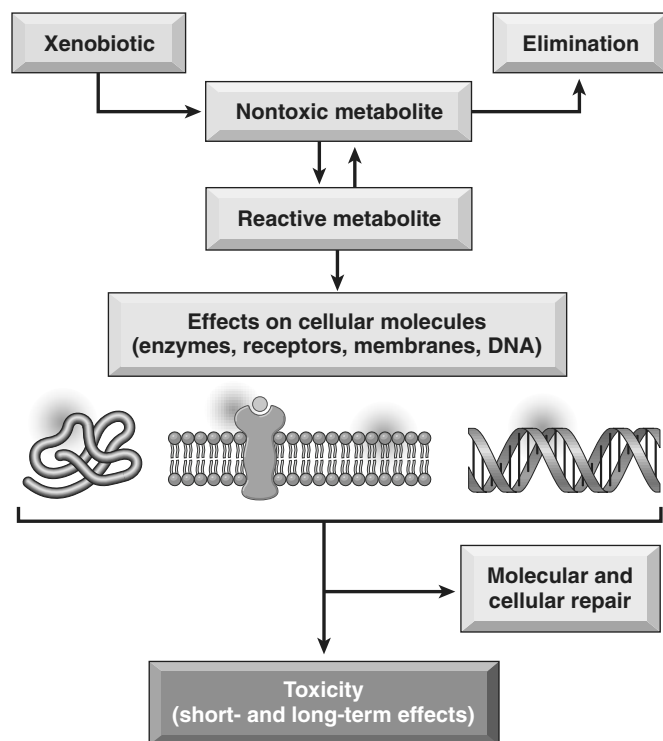 Xenobiotic
Elimination
Nontoxic metabolite
Reactive metabolite
Effects on cellular molecules
(enzymes, receptors, membranes, DNA)
Molecular and
cellular repair
Toxicity
(short- and long-term effects)